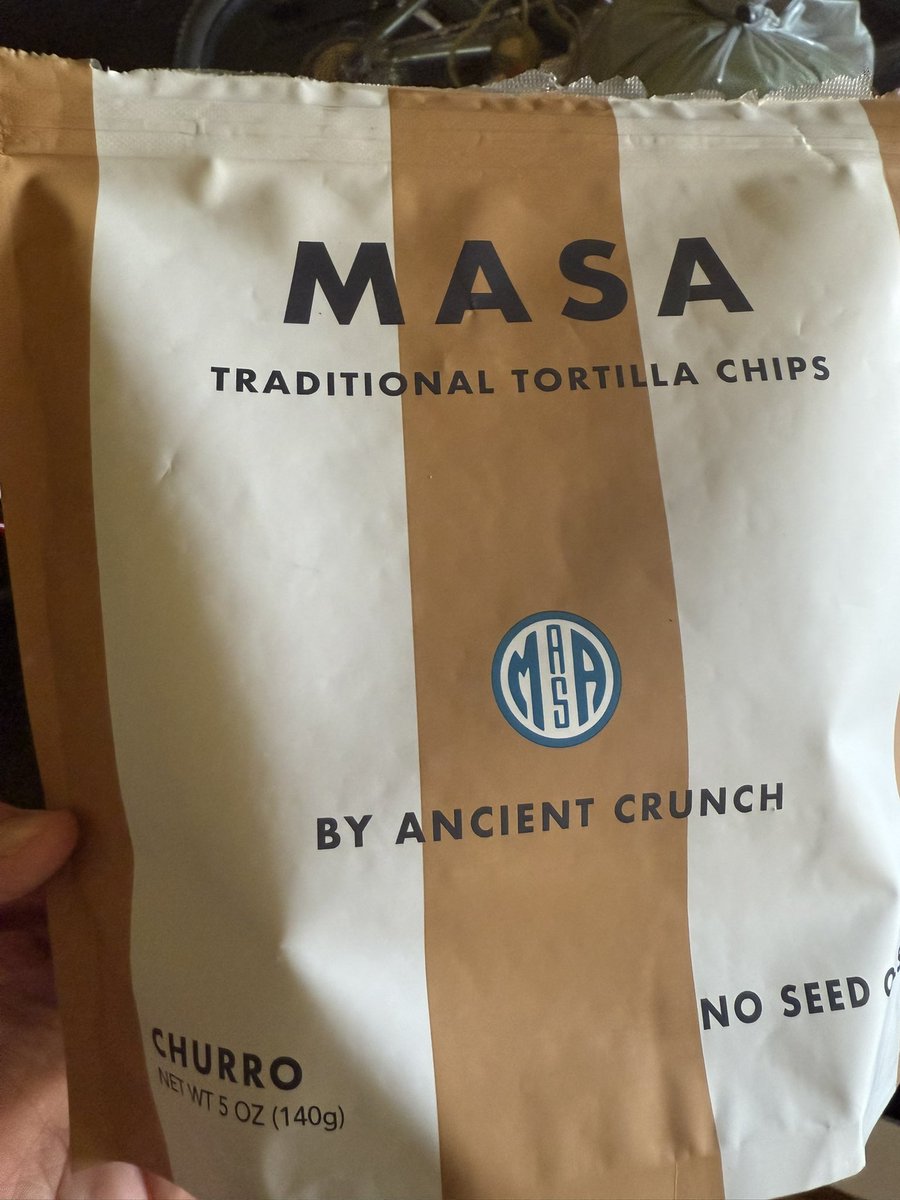 MASA
TRADITIONAL TORTILLA CHIPS
MASA
BY ANCIENT CRUNCH
NO SEED
CHURRO
NET WT 5 OZ (140g)